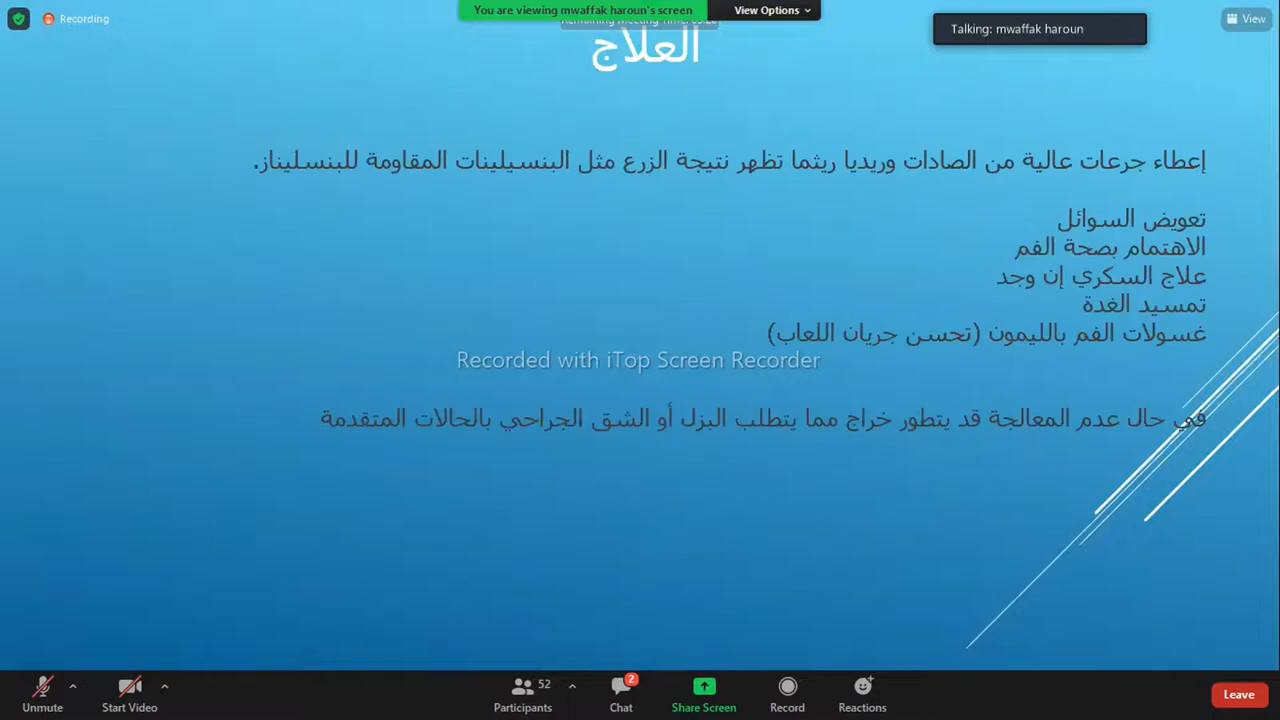 You are viewing mwaffak haroun's screen
View Options
Recording
Talking: mwaffak haroun
View
العلاج
إعطاء جرعات عالية من الصادات وريديا ريثما تظهر نتيجة الزرع مثل البنسيلينات المقاومة للبنسليناز.
تعويض السوائل
الاهتمام بصحة الفم
علاج السكري إن وجد
تمسيد الغدة
غسولات الفم بالليمون (تحسن جريان اللعاب)
Recorded with iTop Screen Recorder
في حال عدم المعالجة قد يتطور خراج مما يتطلب البزل أو الشق الجراحي بالحالات المتقدمة
52
2
Unmute
Start Video
Participants
Chat
Share Screen
Record
Reactions
Leave